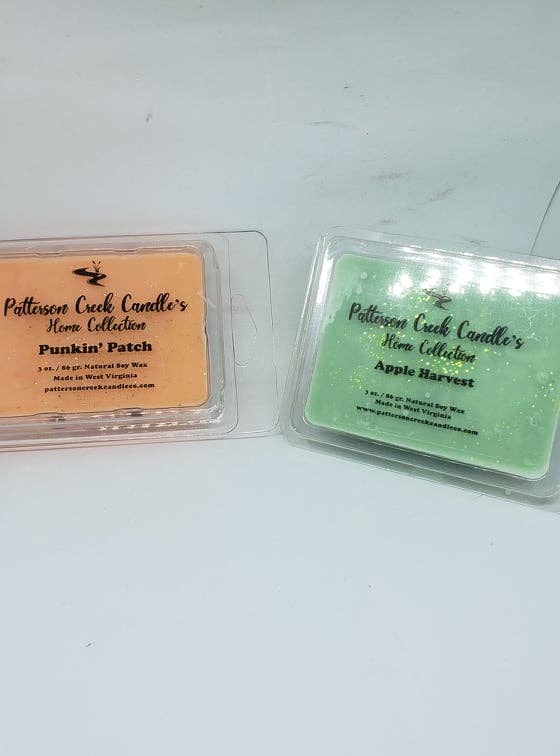 Patterson Creek Candle's
Home Collection
Punkin' Patch
3 oz. / 86 gr. Natural Soy Wax
Made in West Virginia
pattersoncreekcandleco.com
Patterson Creek Candle's
Home Collection
Apple Harvest
3 oz. / 86 gr. Natural Soy Wax
Made in West Virginia
www.pattersoncreekcandleco.com